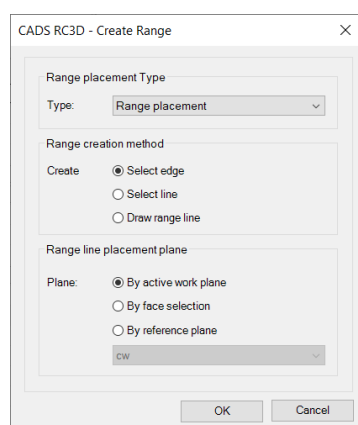 CADS RC3D - Create Range
Range placement Type
Type: Range placement
Range creation method
Create Select edge
Select line
Draw range line
Range line placement plane
Plane: By active work plane
By face selection
By reference plane
cw
OK Cancel